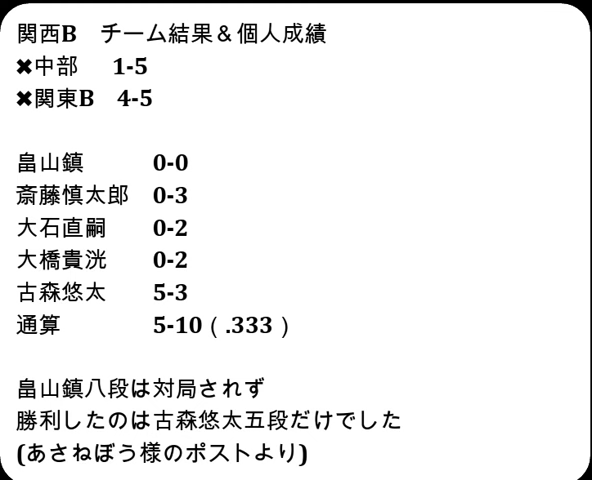 関西B　チーム結果＆個人成績
✖中部　1-5
✖関東B　4-5
畠山鎮　0-0
斎藤慎太郎　0-3
大石直嗣　0-2
大橋貴洸　0-2
古森悠太　5-3
通算　5-10（.333）
畠山鎮八段は対局されず
勝利したのは古森悠太五段だけでした
(あさねぼう様のポストより)